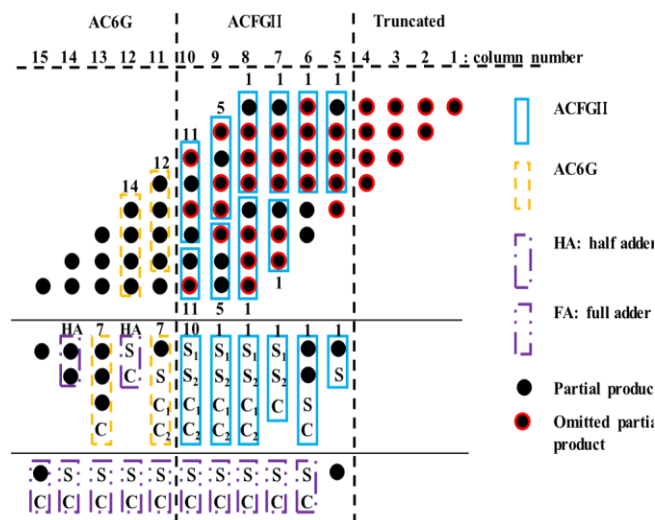 AC6G ACFGII Truncated
15 14 13 12 11 10 9 8 7 6 5 4 3 2 1 : column number
1 1 1 1
5
11
12
14
ACFGII
AC6G
HA: half adder
FA: full adder
Partial produc
Omitted partia
product
1
11 5 1
HA 7 HA 7 10 1 1 1 1 1
S S₁ S₁ S₁ S₁
C S S₂ S₂ S₂ S₂ S
C₁ C₁ C₁ C₁ C S
C C₂ C₂ C₂ C₂ C
S S S S S S S S S
C C C C C C C C C C